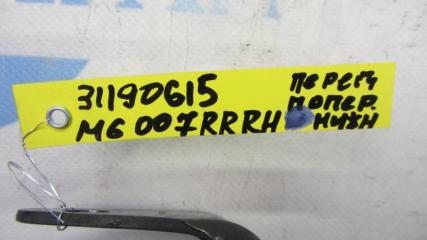 31190615
M6 007RRRH
перед
попер.
нижн